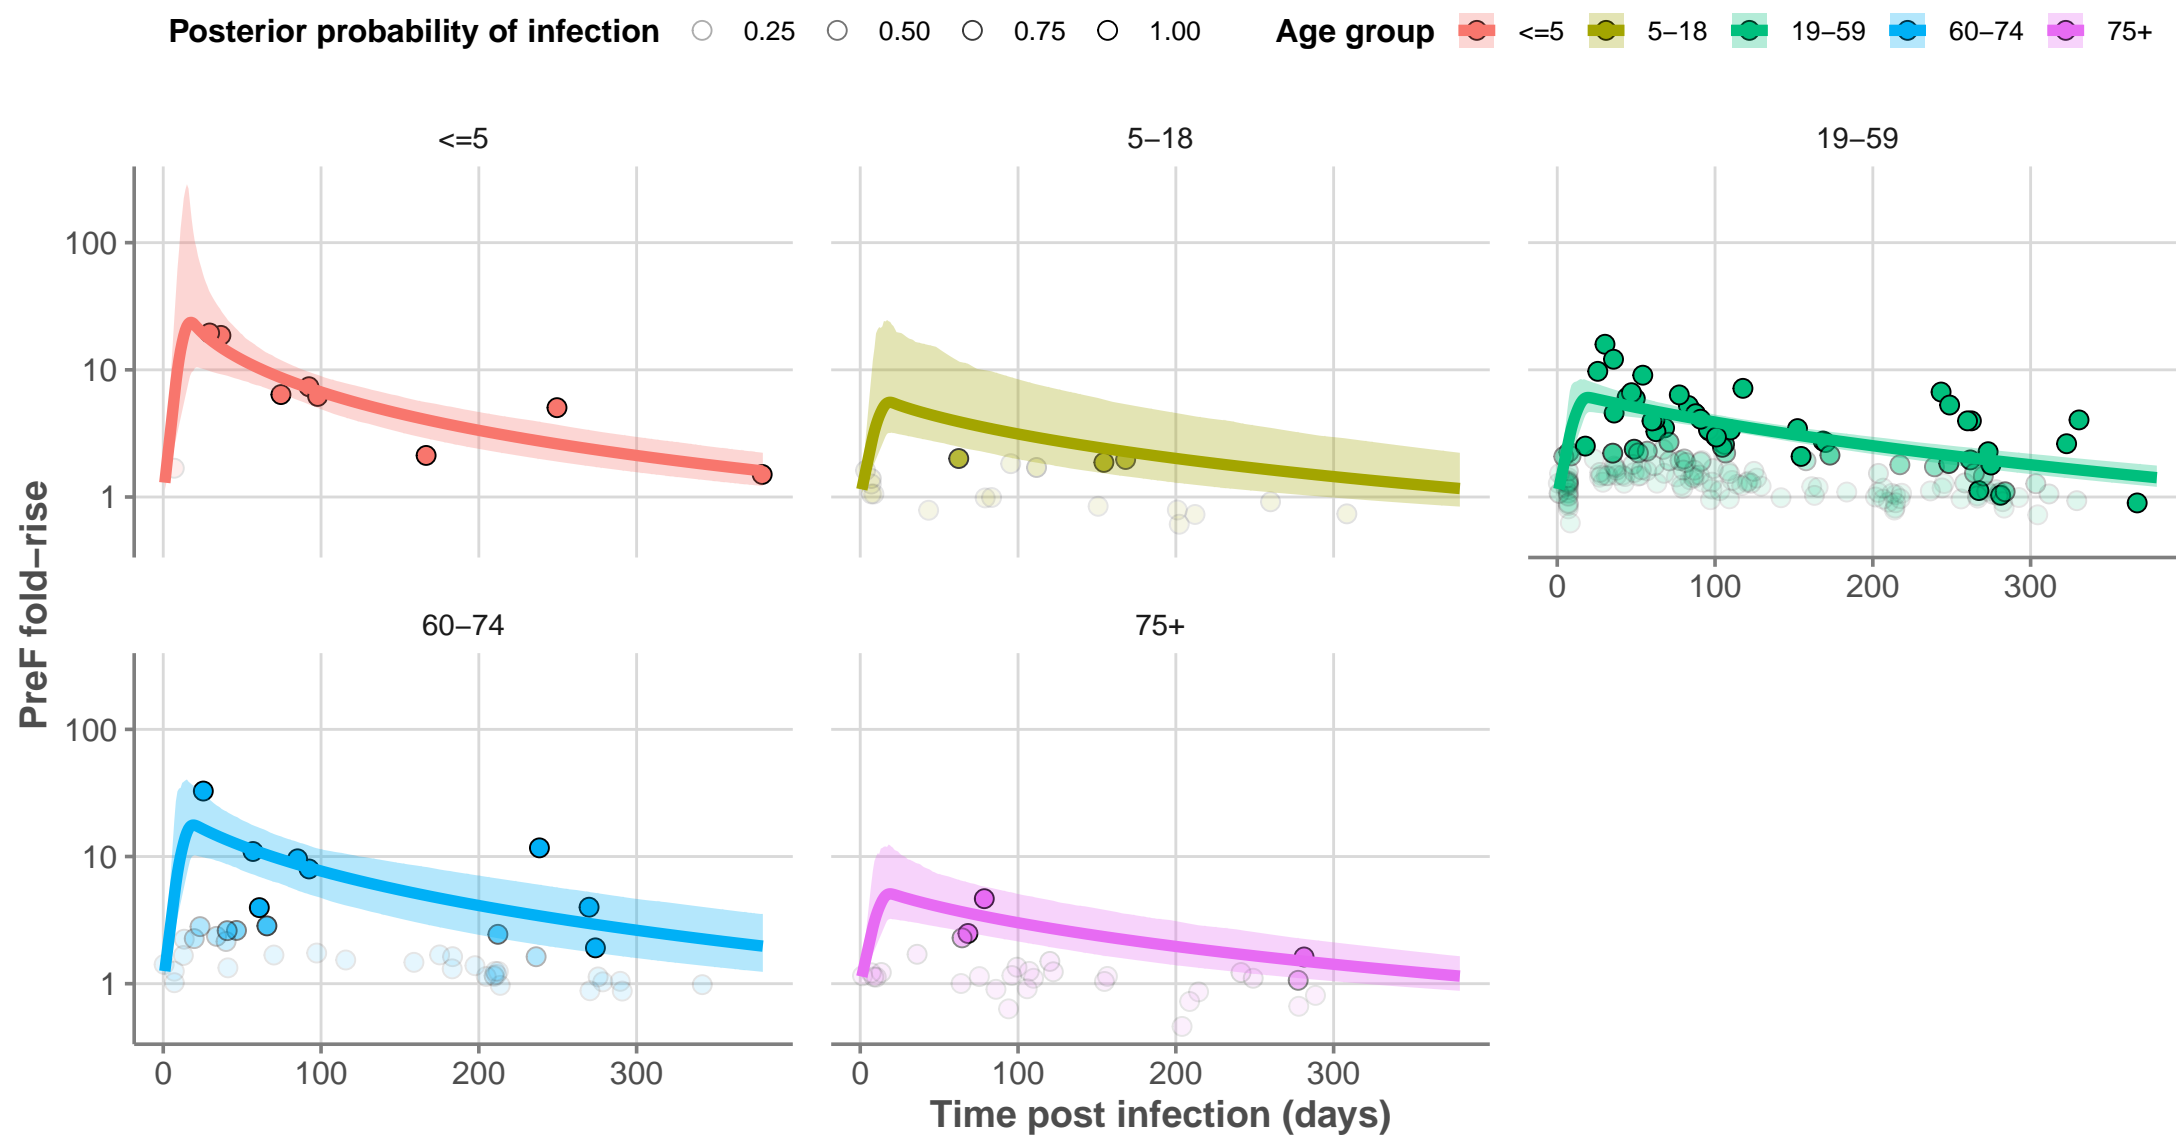 Posterior probability of infection 0.25 0.50 0.75 1.00 Age group <=5 5–18 19–59 60–74 75+
<=5 5–18 19–59
100
10
1
0 100 200 300
PreF fold–rise
60–74 75+
100
10
1
0 100 200 300 0 100 200 300
Time post infection (days)